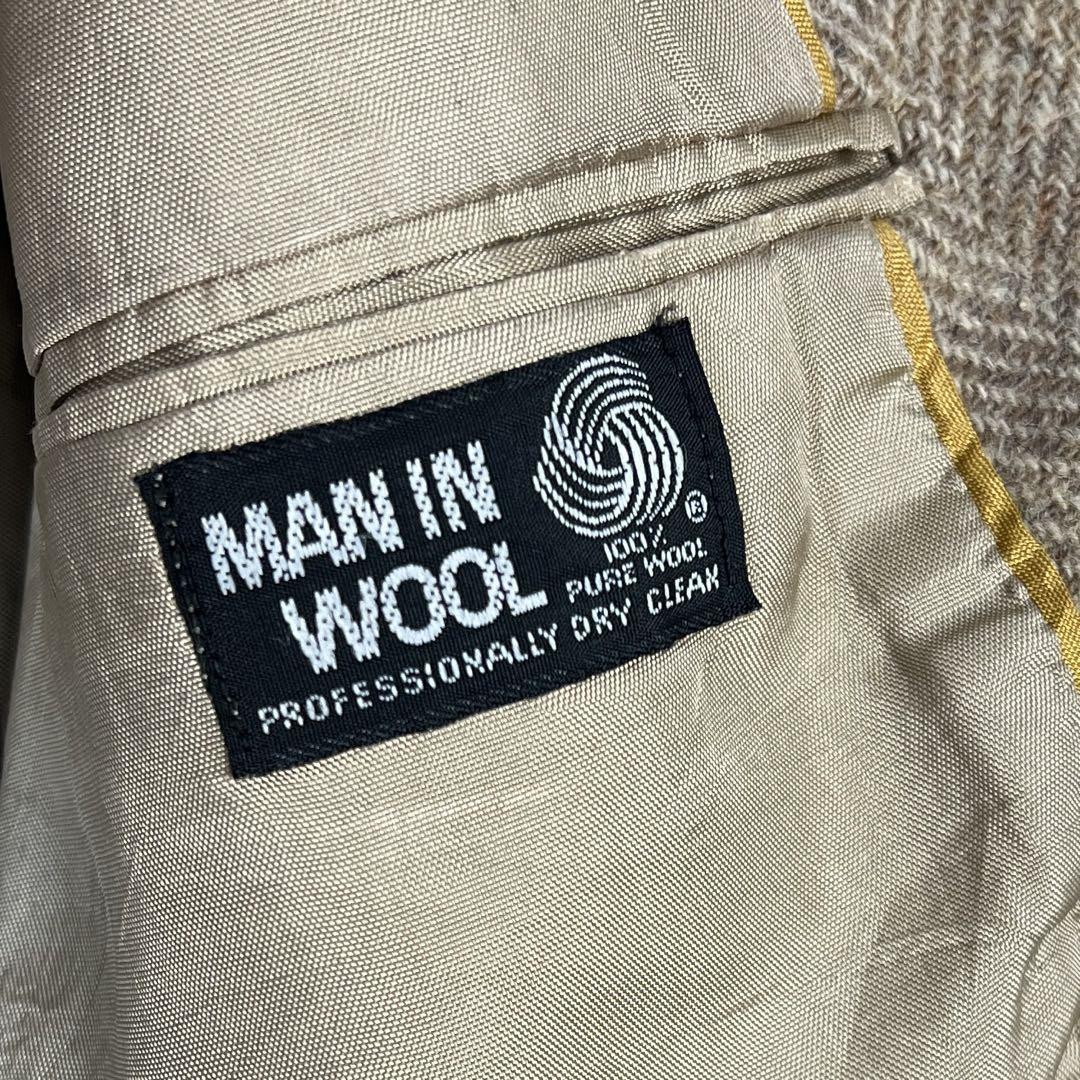 MAN IN
WOOL
®
100%
PURE WOOL
PROFESSIONALLY DRY CLEAN